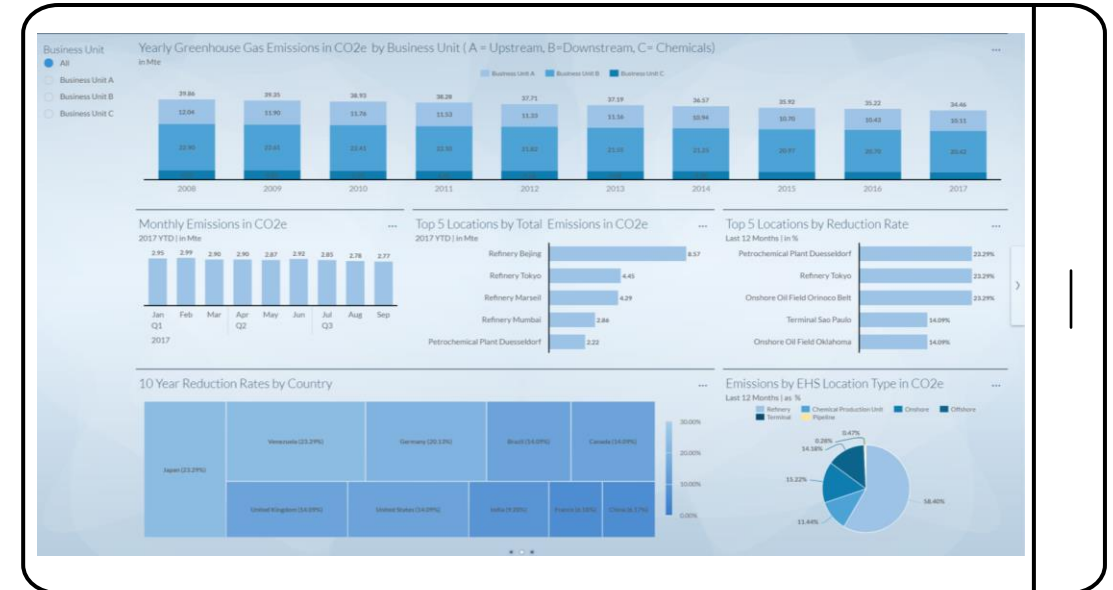 Business Unit
All
Business Unit A
Business Unit B
Business Unit C
Yearly Greenhouse Gas Emissions in CO2e by Business Unit ( A = Upstream, B=Downstream, C= Chemicals)
in Mte
Business Unit A Business Unit B Business Unit C
39.86 39.35 38.93 38.28 37.71 37.19 36.57 35.92 35.22 34.46
12.04 11.90 11.76 11.53 11.33 11.16 10.94 10.70 10.43 10.11
2008 2009 2010 2011 2012 2013 2014 2015 2016 2017
Monthly Emissions in CO2e
2017 YTD | in Mte
2.95 2.99 2.90 2.90 2.87 2.92 2.85 2.78 2.77
Jan Feb Mar Apr May Jun Jul Aug Sep
Q1 Q2 Q3
2017
Top 5 Locations by Total Emissions in CO2e
2017 YTD | in Mte
Refinery Bejing 8.57
Refinery Tokyo 4.45
Refinery Marseil 4.29
Refinery Mumbai 2.86
Petrochemical Plant Duesseldorf 2.22
Top 5 Locations by Reduction Rate
Last 12 Months | in %
Petrochemical Plant Duesseldorf 23.29%
Refinery Tokyo 23.29%
Onshore Oil Field Orinoco Belt 23.29%
Terminal Sao Paulo 14.09%
Onshore Oil Field Oklahoma 14.09%
10 Year Reduction Rates by Country
Japan (23.29%)
Venezuela (23.29%)
Germany (20.13%)
Brazil (14.09%)
Canada (14.09%)
United Kingdom (14.09%)
United States (14.09%)
30.00%
20.00%
10.00%
0.00%
Emissions by EHS Location Type in CO2e
Last 12 Months | as %
Refinery Chemical Production Unit Onshore Offshore
Terminal Pipeline
0.47%
0.28%
14.18%
15.22%
11.44%
58.40%